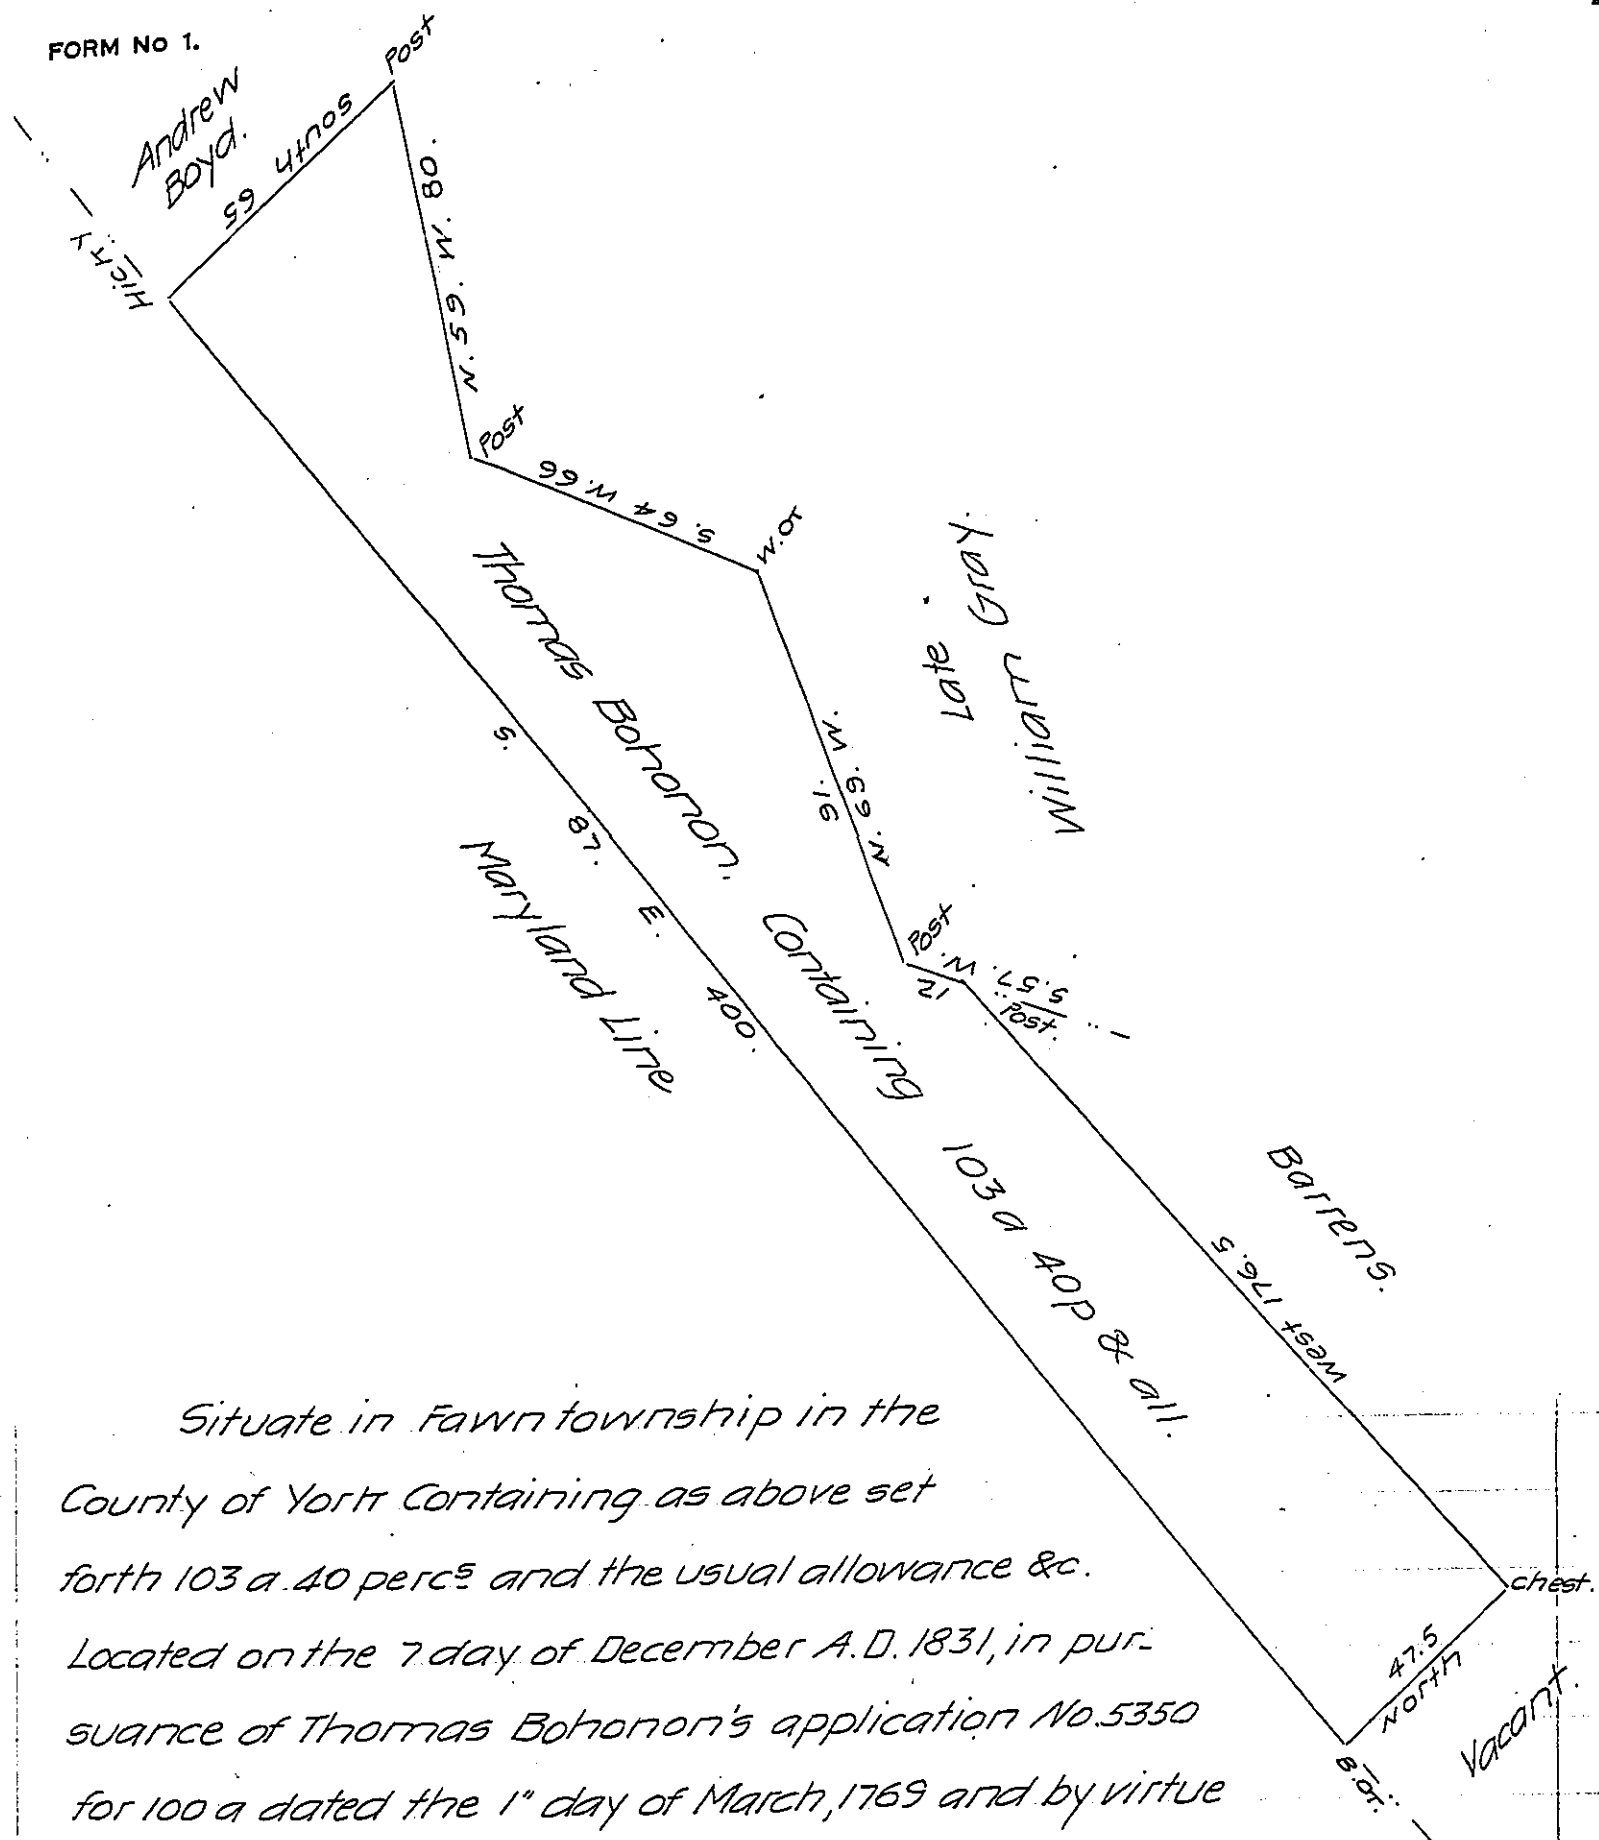 FORM No 1.
Post
Andrew
Boyd.
South 65
Hick'y
N. 59. W. 80.
Post
S. 64 W. 66
W. Or
Late
William Gray.
N. 69. W.
91.
Post
S. 57. W.
12
Post.
Thomas Bohonon. Containing 103 a 40p & all.
S. 87. E. 400.
Maryland Line
Barrens.
West 176.5
chest.
47.5
North
Vacant.
B. Or.
Situate in Fawn township in the
County of York Containing as above set
forth 103 a. 40 percs and the usual allowance &c.
Located on the 7 day of December A.D. 1831, in pur-
suance of Thomas Bohonon's application No. 5350
for 100 a dated the 1" day of March, 1769 and by virtue